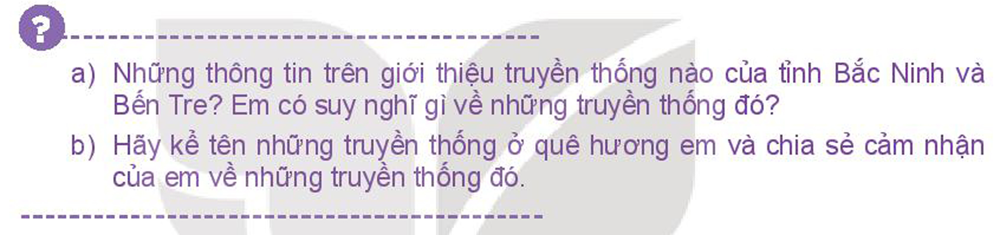 ?
a) Những thông tin trên giới thiệu truyền thống nào của tỉnh Bắc Ninh và
Bến Tre? Em có suy nghĩ gì về những truyền thống đó?
b) Hãy kể tên những truyền thống ở quê hương em và chia sẻ cảm nhận
của em về những truyền thống đó.